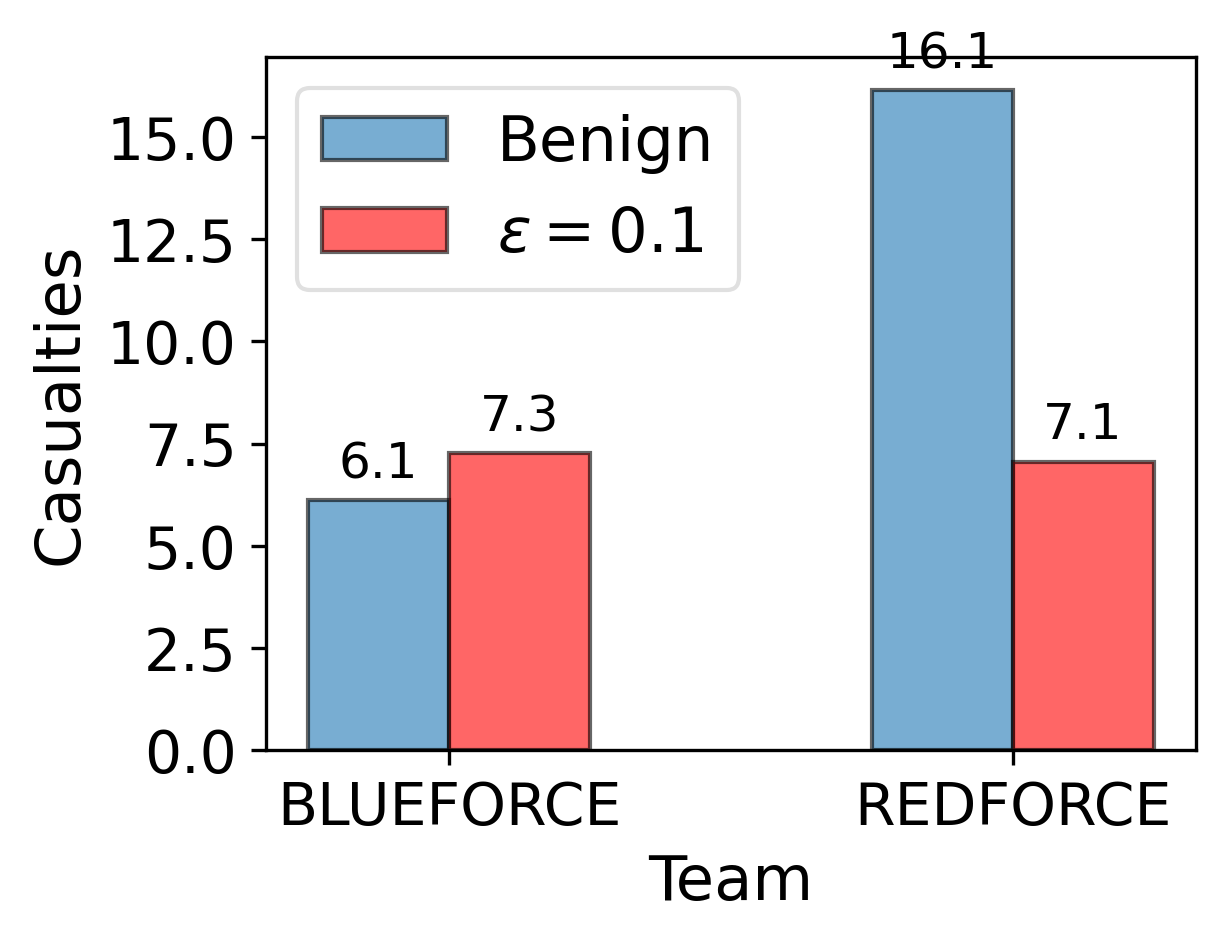 16.1
Benign
ε = 0.1
15.0
12.5
10.0
7.5
5.0
2.5
0.0
Casualties
6.1
7.3
7.1
BLUEFORCE
REDFORCE
Team